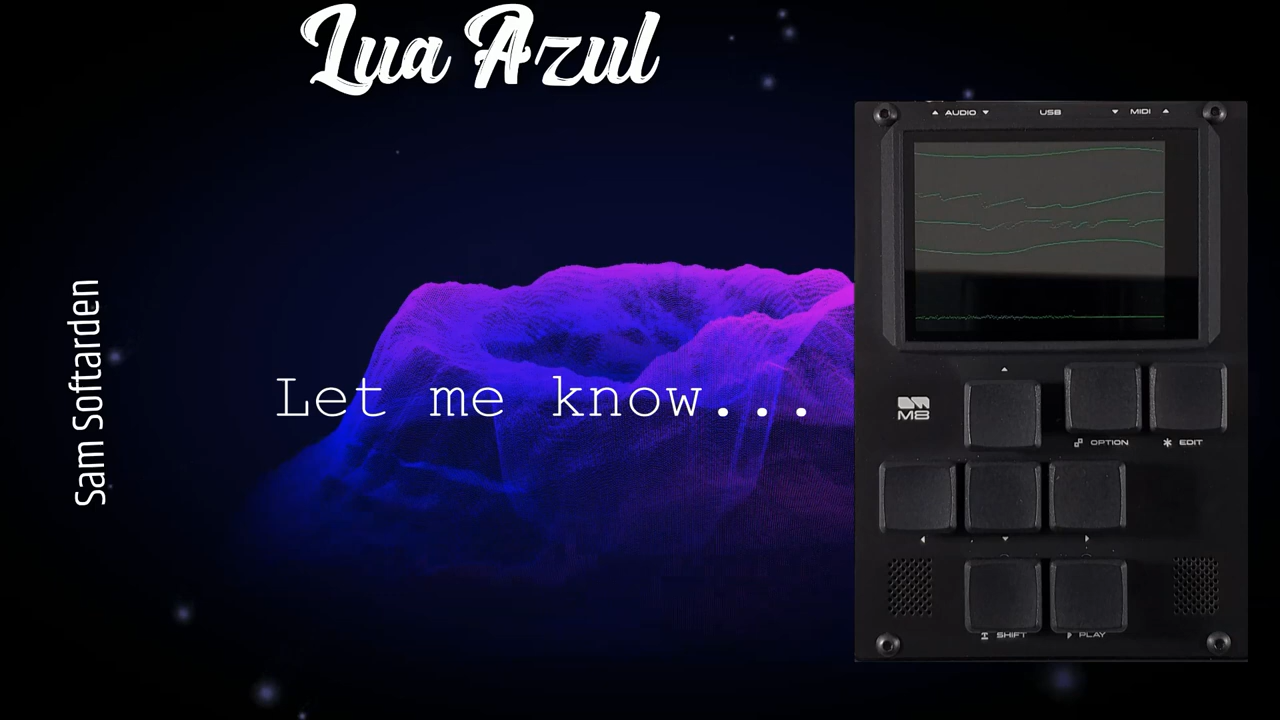 Lua Azul
AUDIO
USB
MIDI
Let me know...
Sam Softarden
M8
OPTION
EDIT
SHIFT
PLAY